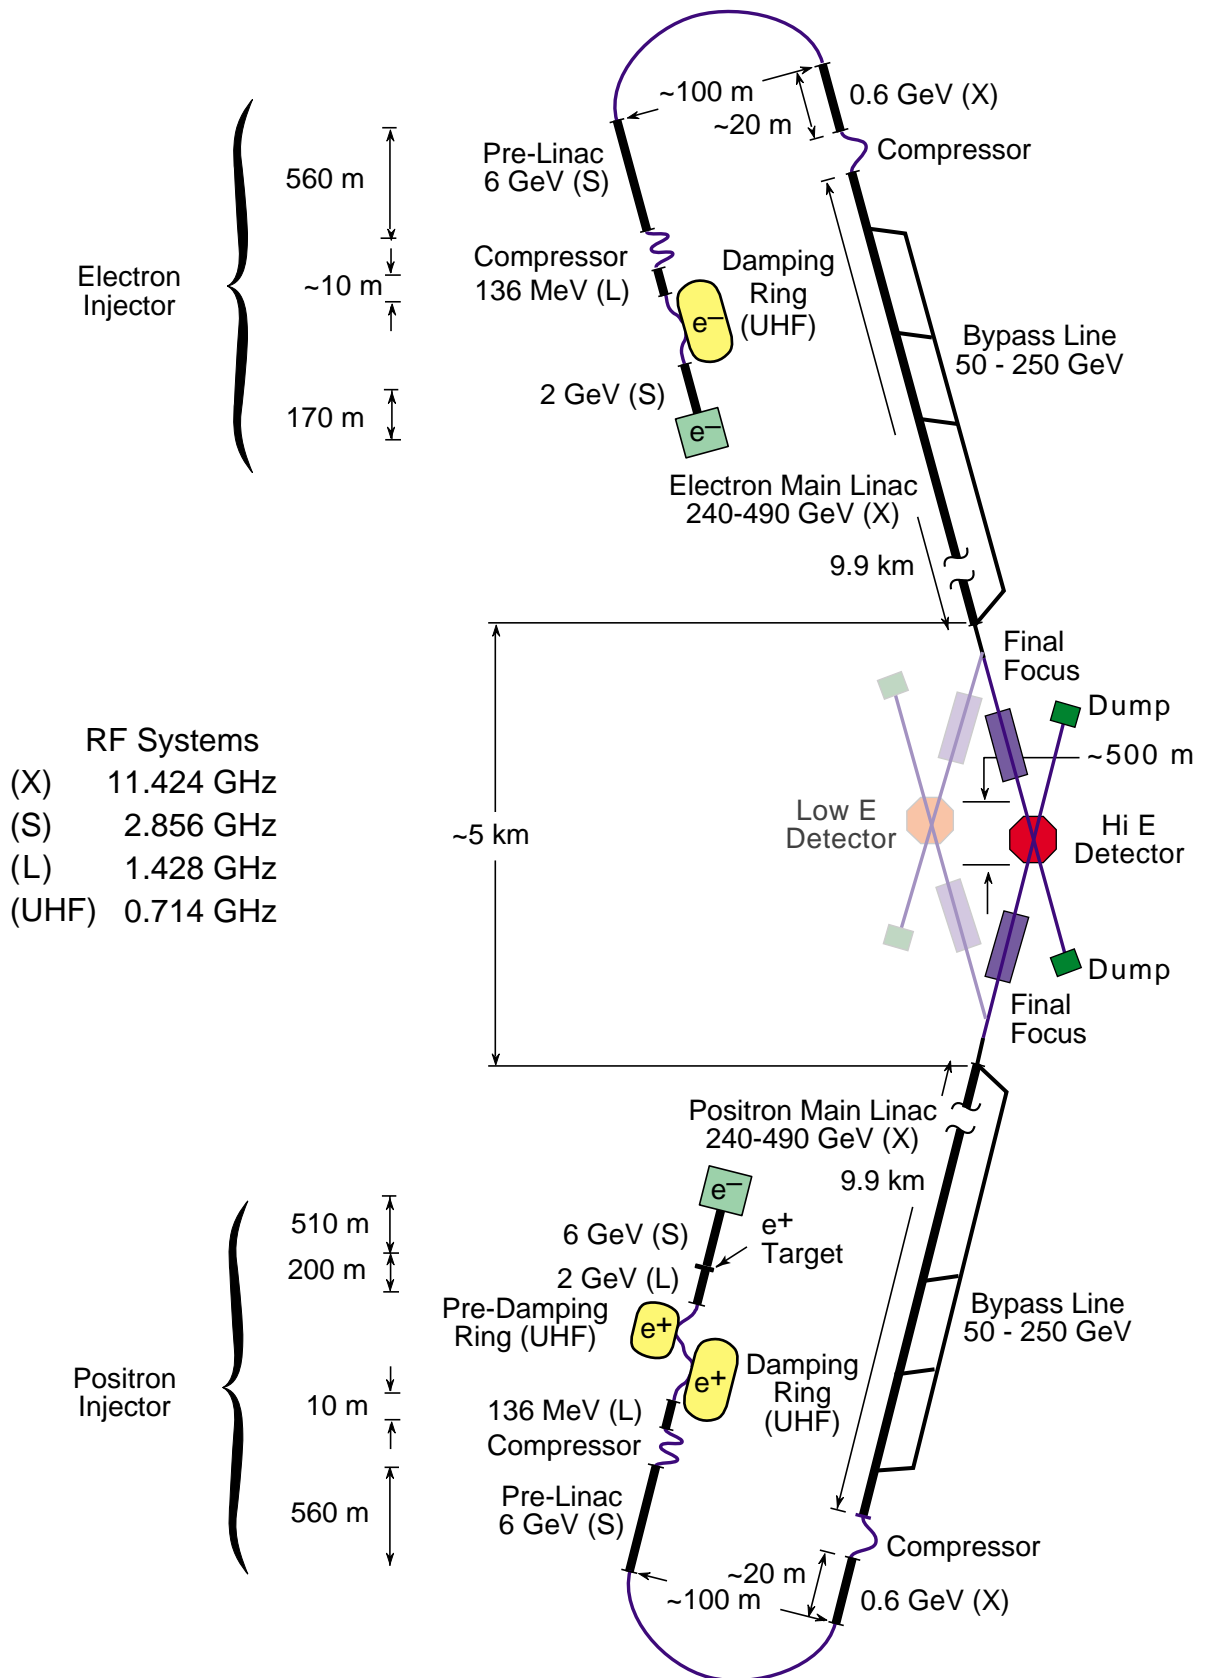 ~100 m
0.6 GeV (X)
~20 m
Compressor
Pre-Linac
6 GeV (S)
560 m
Compressor
136 MeV (L)
Damping
Ring
(UHF)
Electron
Injector
~10 m
e–
Bypass Line
50 - 250 GeV
2 GeV (S)
170 m
e–
Electron Main Linac
240-490 GeV (X)
9.9 km
Final
Focus
Dump
~500 m
RF Systems
(X) 11.424 GHz
(S) 2.856 GHz
(L) 1.428 GHz
(UHF) 0.714 GHz
~5 km
Low E
Detector
Hi E
Detector
Dump
Final
Focus
Positron Main Linac
240-490 GeV (X)
9.9 km
e–
510 m
6 GeV (S)
e+
Target
200 m
2 GeV (L)
Pre-Damping
Ring (UHF)
e+
Bypass Line
50 - 250 GeV
Positron
Injector
e+
Damping
Ring
(UHF)
10 m
136 MeV (L)
Compressor
Pre-Linac
6 GeV (S)
560 m
Compressor
~20 m
~100 m
0.6 GeV (X)